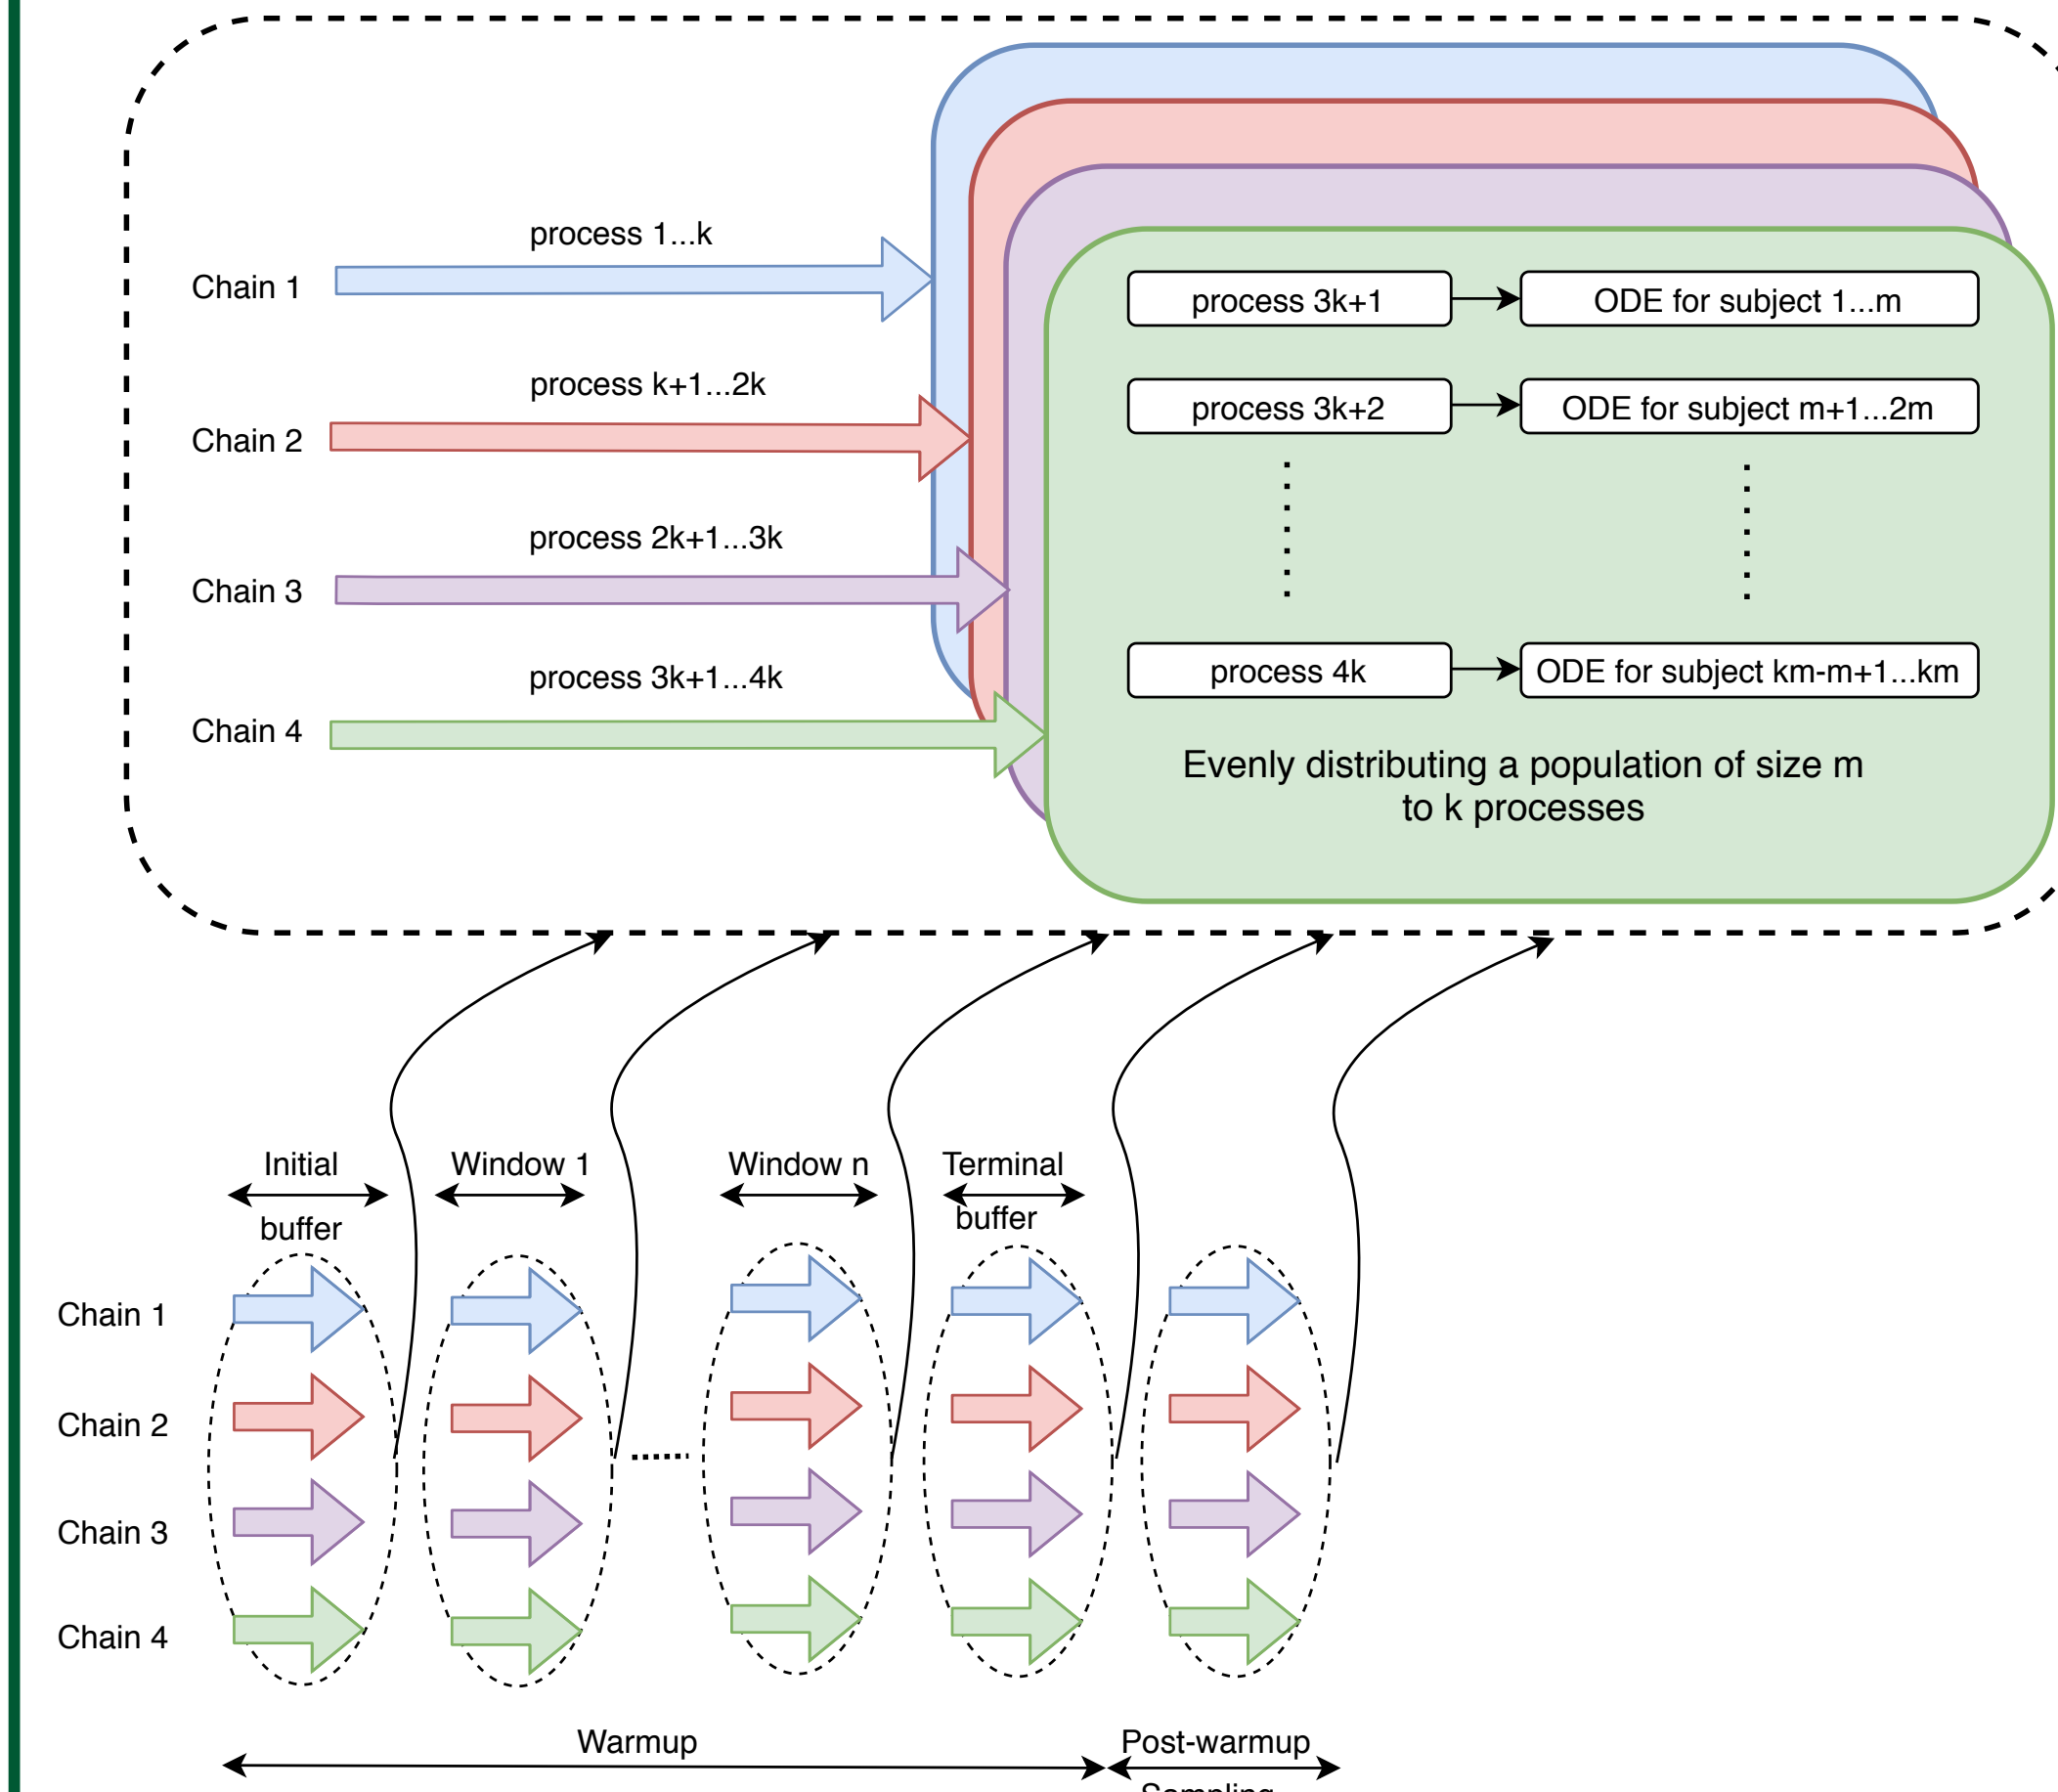 process 1...k
Chain 1
process k+1...2k
Chain 2
process 2k+1...3k
Chain 3
process 3k+1...4k
Chain 4
process 3k+1
ODE for subject 1...m
process 3k+2
ODE for subject m+1...2m
process 4k
ODE for subject km-m+1...km
Evenly distributing a population of size m
to k processes
Initial
buffer
Window 1
Window n
Terminal
buffer
Chain 1
Chain 2
Chain 3
Chain 4
Warmup
Post-warmup
Sampling